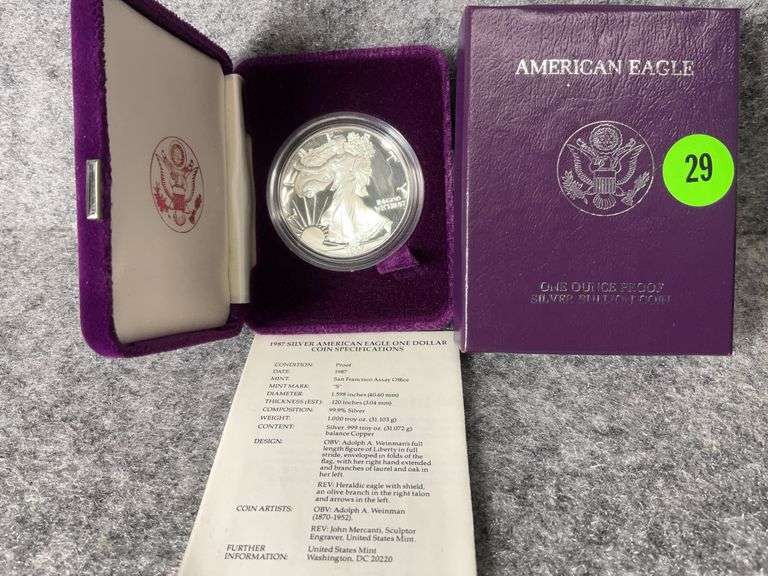 AMERICAN EAGLE
29
ONE OUNCE PROOF
SILVER BULLION COIN
IN GOD
WE TRUST
1987 SILVER AMERICAN EAGLE ONE DOLLAR
COIN SPECIFICATIONS
CONDITION: Proof
DATE: 1987
MINT: San Francisco Assay Office
MINT MARK: "S"
DIAMETER: 1.598 inches (40.60 mm)
THICKNESS (EST): .120 inches (3.04 mm)
COMPOSITION: 99.9% Silver
WEIGHT: 1.000 troy oz. (31.103 g)
CONTENT: Silver .999 troy oz. (31.072 g)
balance Copper
DESIGN: OBV: Adolph A. Weinman's full
length figure of Liberty in full
stride, enveloped in folds of the
flag, with her right hand extended
and branches of laurel and oak in
her left.
REV: Heraldic eagle with shield,
an olive branch in the right talon
and arrows in the left.
COIN ARTISTS: OBV: Adolph A. Weinman
(1870-1952).
REV: John Mercanti, Sculptor
Engraver, United States Mint.
FURTHER INFORMATION: United States Mint
Washington, DC 20220